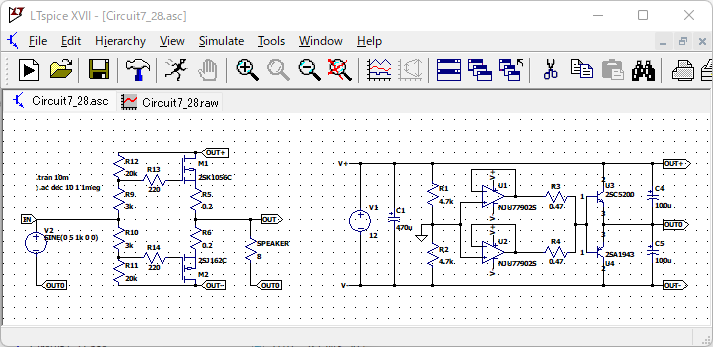 LTspice XVII - [Circuit7_28.asc]
File Edit Hierarchy View Simulate Tools Window Help
Circuit7_28.asc Circuit7_28.raw
.tran 10m
;.ac dec 10 1 1meg
IN
V2
SINE(0 5 1k 0 0)
OUT0
R12
20k
R9
3k
R10
3k
R11
20k
R13
220
R14
220
OUT+
M1
2SK1056C
R5
0.2
OUT
R6
0.2
2SJ162C
M2
OUT-
SPEAKER
8
OUT0
V+
V1
12
C1
470u
R1
4.7k
R2
4.7k
V-
V+
U1
NJU77902S
V-
V+
U2
NJU77902S
V-
R3
0.47
R4
0.47
2
U3
1
2SC5200
3
3
1
2SA1943
2
U4
C4
100u
C5
100u
OUT+
OUT0
OUT-